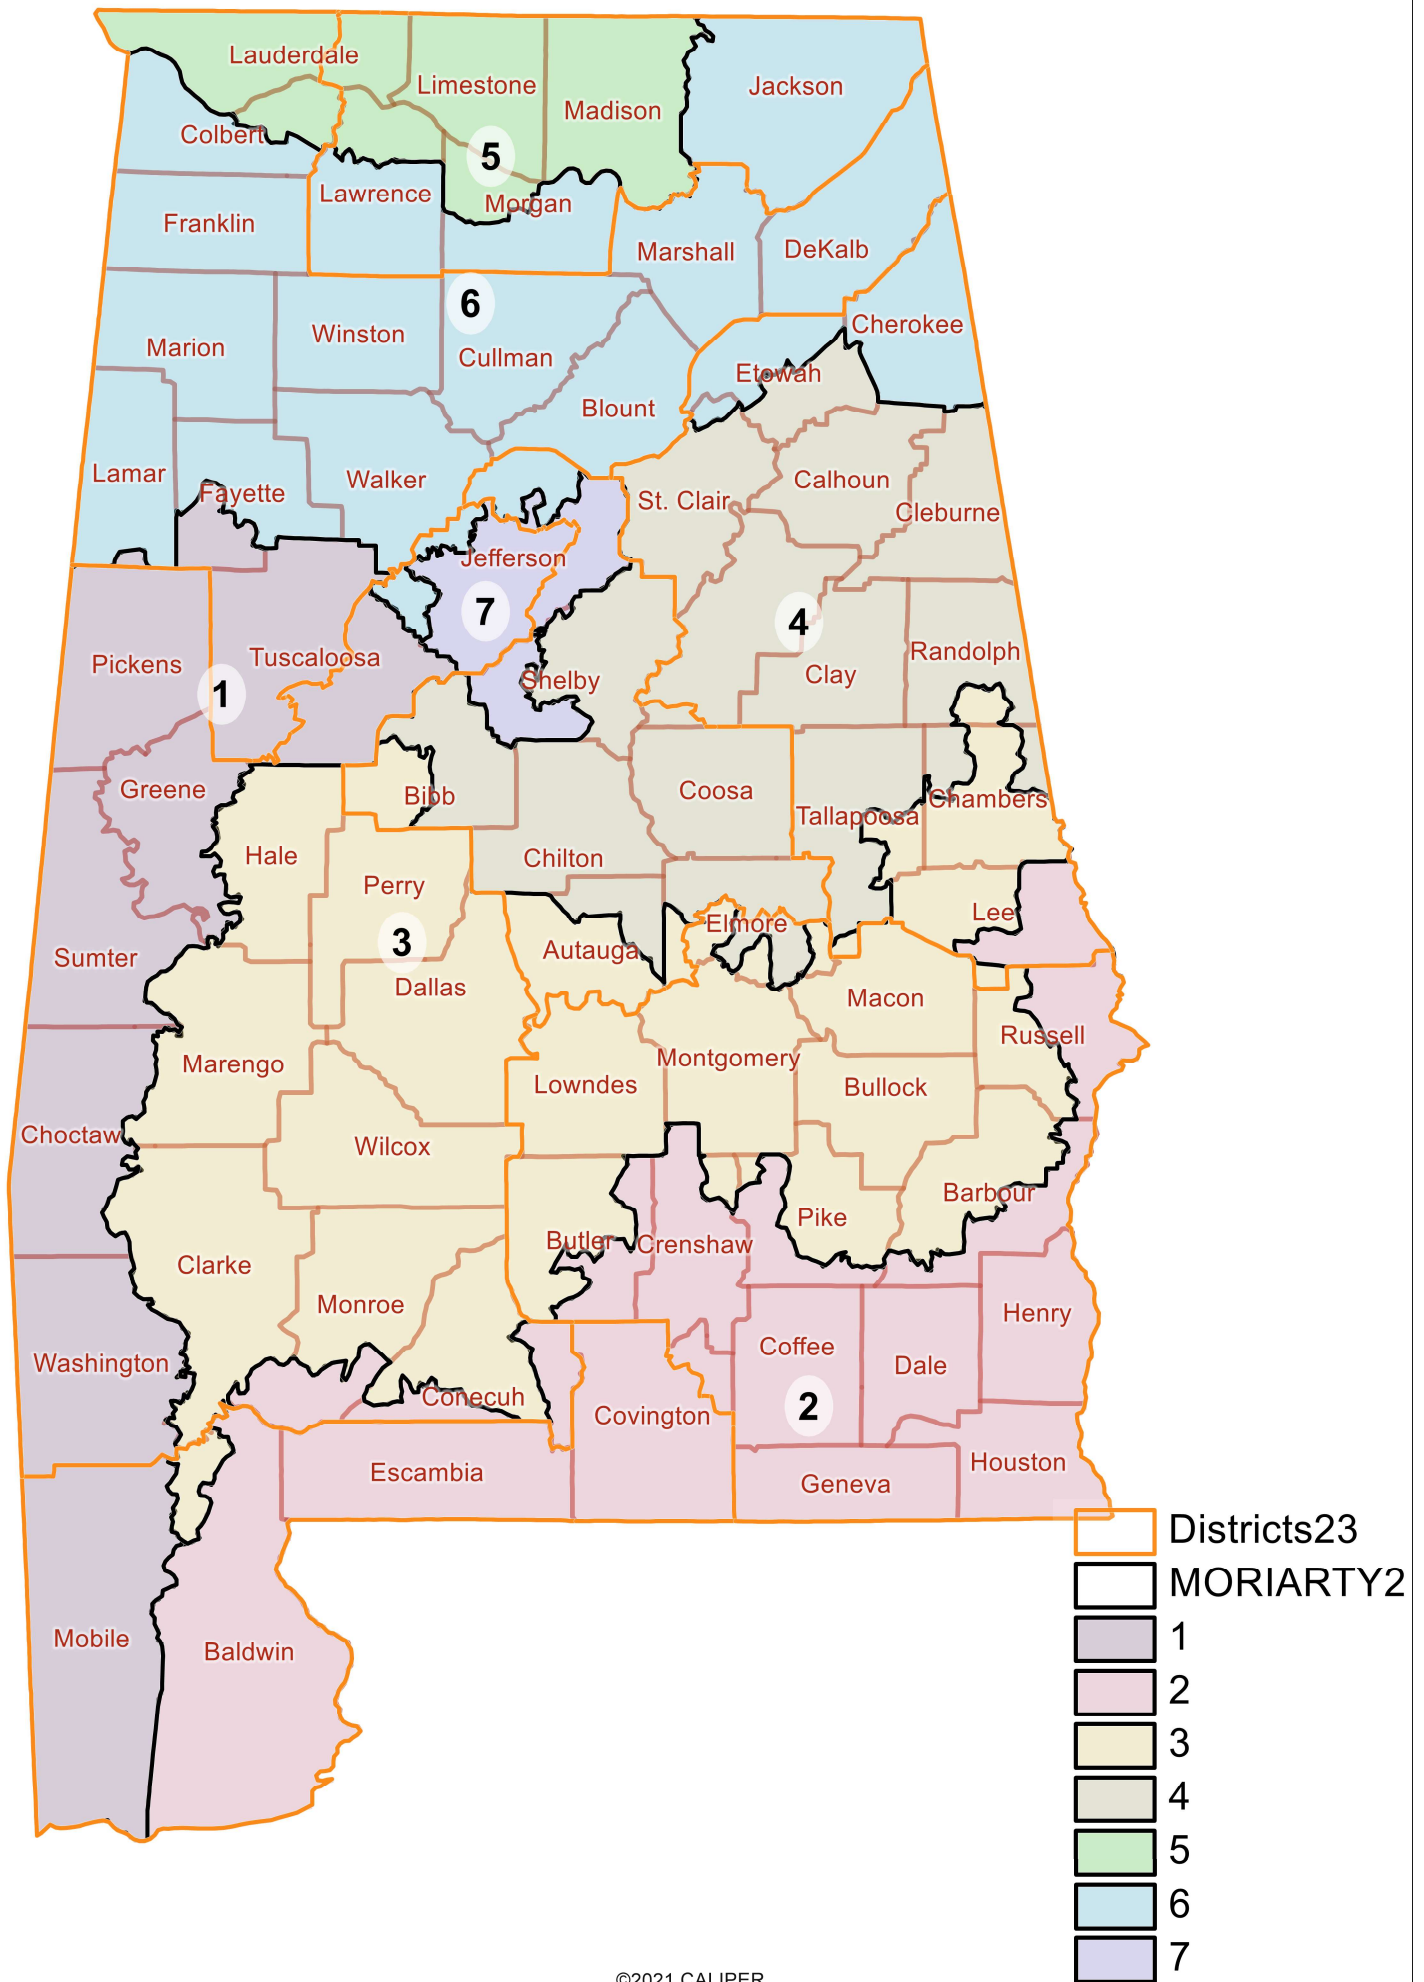 Lauderdale
Limestone
Jackson
Madison
Colbert
5
Lawrence
Morgan
Franklin
Marshall
DeKalb
6
Cherokee
Winston
Marion
Cullman
Etowah
Blount
Lamar
Walker
Calhoun
Fayette
St. Clair
Cleburne
Jefferson
7
4
Randolph
Tuscaloosa
Pickens
Clay
Shelby
1
Greene
Coosa
Bibb
Chambers
Tallapoosa
Hale
Chilton
Perry
Lee
Elmore
3
Autauga
Sumter
Dallas
Macon
Russell
Montgomery
Marengo
Lowndes
Bullock
Choctaw
Wilcox
Barbour
Pike
Butler
Crenshaw
Clarke
Monroe
Henry
Coffee
Washington
Dale
Conecuh
2
Covington
Houston
Escambia
Geneva
Mobile
Baldwin
Districts23
MORIARTY2
1
2
3
4
5
6
7
©2021 CALIPER